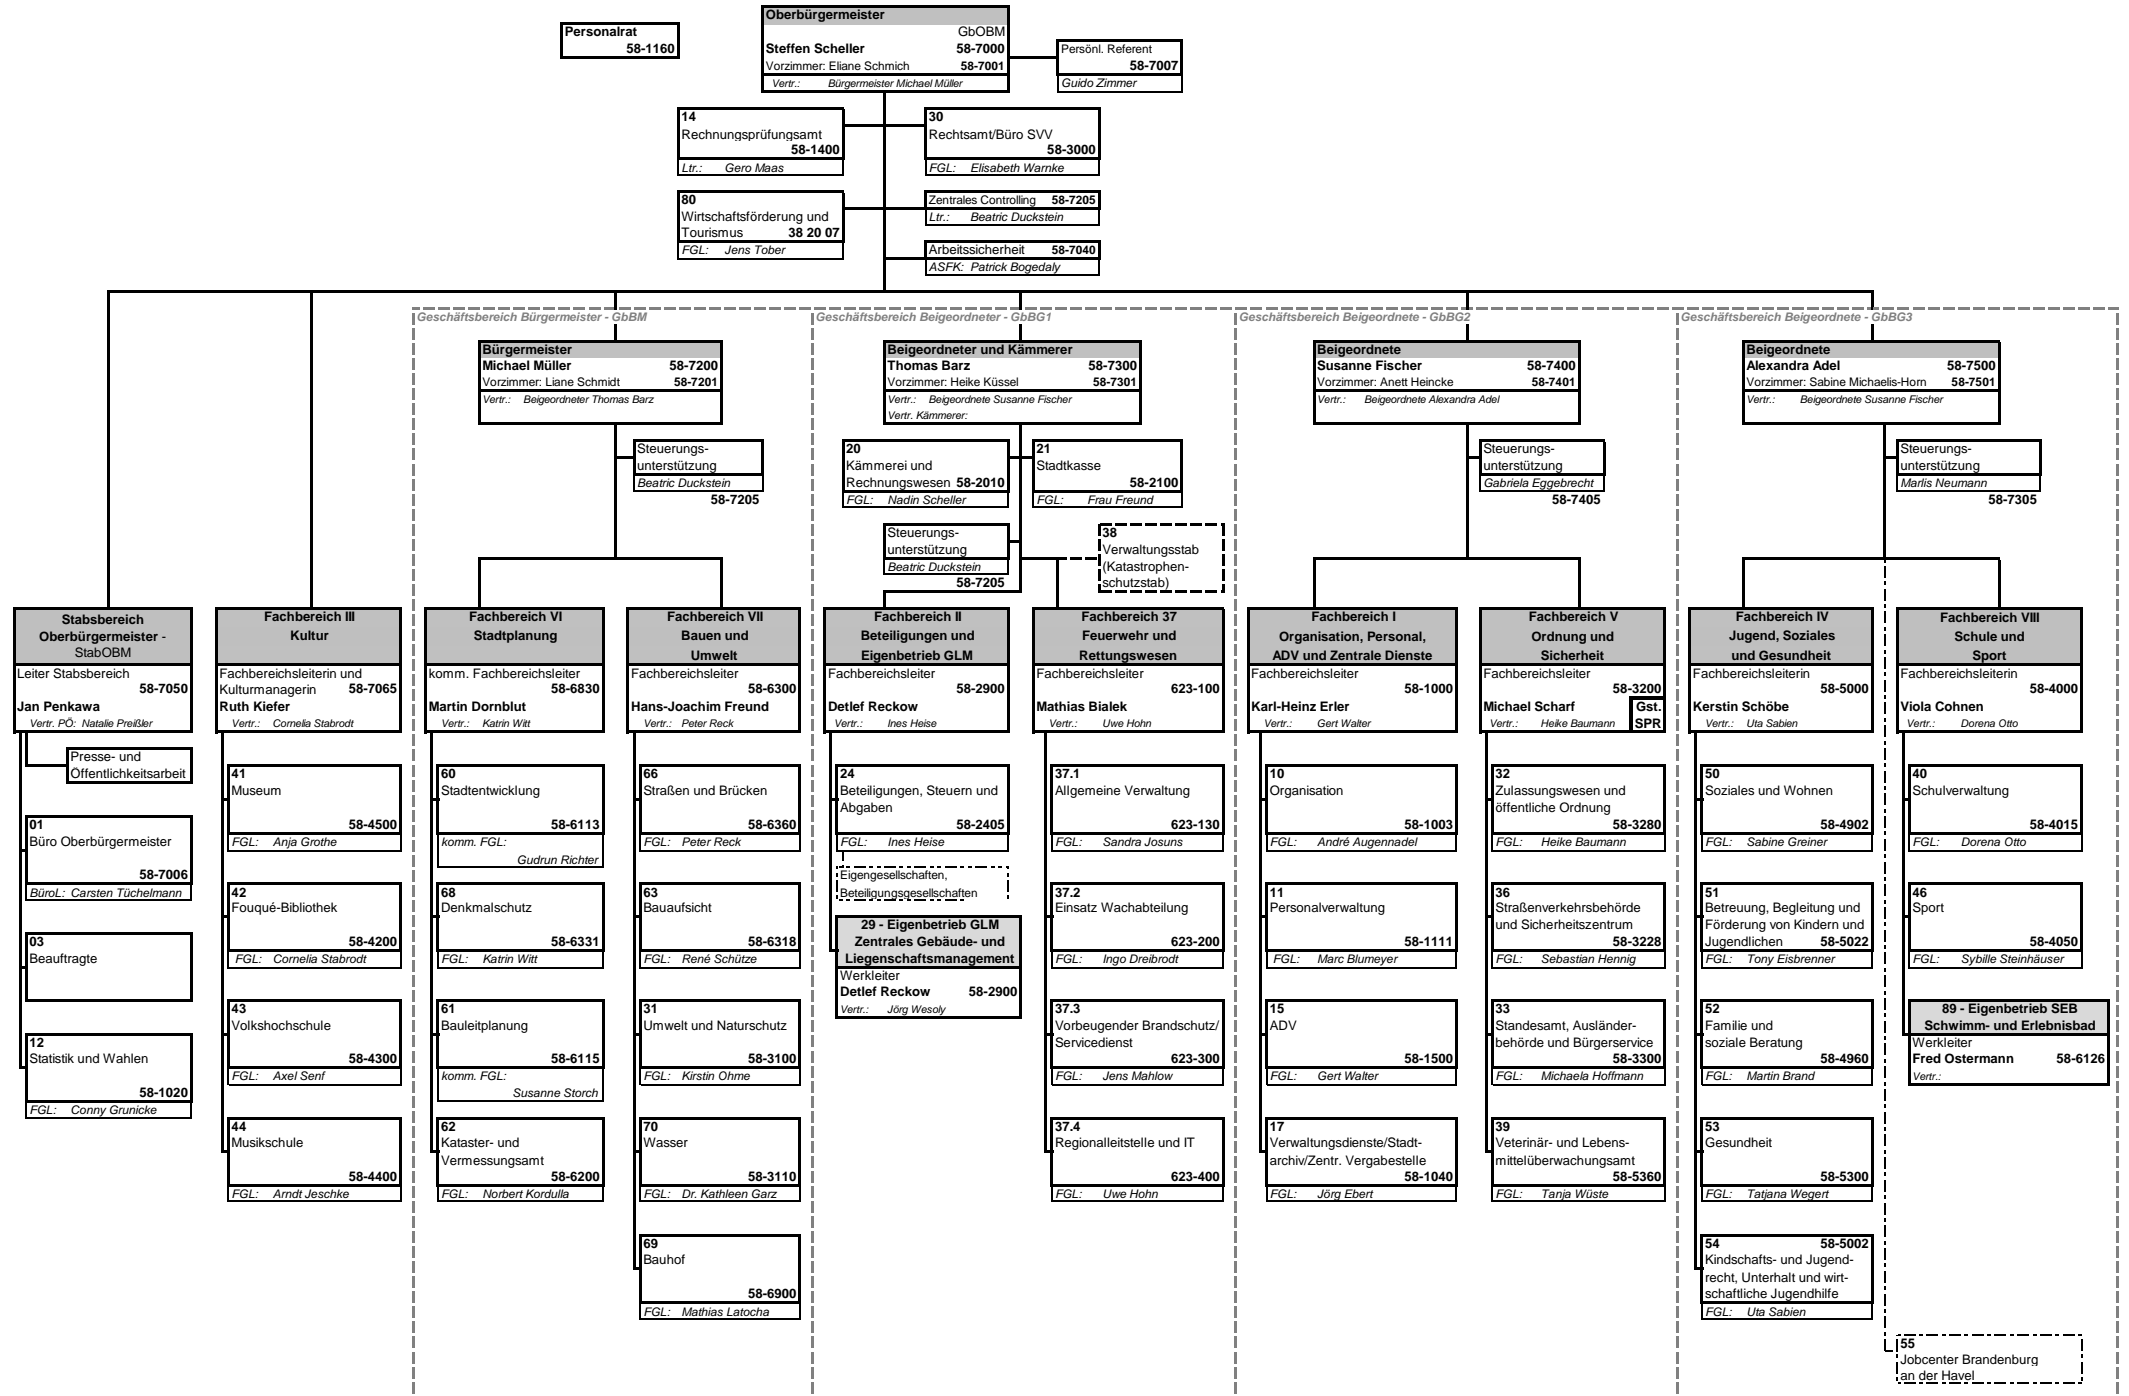 Personalrat
58-1160
Oberbürgermeister
GbOBM
Steffen Scheller 58-7000
Vorzimmer: Eliane Schmich 58-7001
Vertr.: Bürgermeister Michael Müller
Persönl. Referent
58-7007
Guido Zimmer
14
Rechnungsprüfungsamt
58-1400
Ltr.: Gero Maas
30
Rechtsamt/Büro SVV
58-3000
FGL: Elisabeth Warnke
80
Wirtschaftsförderung und
Tourismus 38 20 07
FGL: Jens Tober
Zentrales Controlling 58-7205
Ltr.: Beatric Duckstein
Arbeitssicherheit 58-7040
ASFK: Patrick Bogedaly
Geschäftsbereich Bürgermeister - GbBM
Bürgermeister
Michael Müller 58-7200
Vorzimmer: Liane Schmidt 58-7201
Vertr.: Beigeordneter Thomas Barz
Steuerungs-
unterstützung
Beatric Duckstein
58-7205
Geschäftsbereich Beigeordneter - GbBG1
Beigeordneter und Kämmerer
Thomas Barz 58-7300
Vorzimmer: Heike Küssel 58-7301
Vertr.: Beigeordnete Susanne Fischer
Vertr. Kämmerer:
20
Kämmerei und
Rechnungswesen 58-2010
FGL: Nadin Scheller
21
Stadtkasse
58-2100
FGL: Frau Freund
Steuerungs-
unterstützung
Beatric Duckstein
58-7205
38
Verwaltungsstab
(Katastrophen-
schutzstab)
Geschäftsbereich Beigeordnete - GbBG2
Beigeordnete
Susanne Fischer 58-7400
Vorzimmer: Anett Heincke 58-7401
Vertr.: Beigeordnete Alexandra Adel
Steuerungs-
unterstützung
Gabriela Eggebrecht
58-7405
Geschäftsbereich Beigeordnete - GbBG3
Beigeordnete
Alexandra Adel 58-7500
Vorzimmer: Sabine Michaelis-Horn 58-7501
Vertr.: Beigeordnete Susanne Fischer
Steuerungs-
unterstützung
Marlis Neumann
58-7305
Stabsbereich
Oberbürgermeister -
StabOBM
Leiter Stabsbereich
58-7050
Jan Penkawa
Vertr. PÖ: Natalie Preißler
Presse- und
Öffentlichkeitsarbeit
01
Büro Oberbürgermeister
58-7006
BüroL: Carsten Tüchelmann
03
Beauftragte
12
Statistik und Wahlen
58-1020
FGL: Conny Grunicke
Fachbereich III
Kultur
Fachbereichsleiterin und
Kulturmanagerin 58-7065
Ruth Kiefer
Vertr.: Cornelia Stabrodt
41
Museum
58-4500
FGL: Anja Grothe
42
Fouqué-Bibliothek
58-4200
FGL: Cornelia Stabrodt
43
Volkshochschule
58-4300
FGL: Axel Senf
44
Musikschule
58-4400
FGL: Arndt Jeschke
Fachbereich VI
Stadtplanung
komm. Fachbereichsleiter
58-6830
Martin Dornblut
Vertr.: Katrin Witt
60
Stadtentwicklung
58-6113
komm. FGL:
Gudrun Richter
68
Denkmalschutz
58-6331
FGL: Katrin Witt
61
Bauleitplanung
58-6115
komm. FGL:
Susanne Storch
62
Kataster- und
Vermessungsamt
58-6200
FGL: Norbert Kordulla
Fachbereich VII
Bauen und
Umwelt
Fachbereichsleiter
58-6300
Hans-Joachim Freund
Vertr.: Peter Reck
66
Straßen und Brücken
58-6360
FGL: Peter Reck
63
Bauaufsicht
58-6318
FGL: René Schütze
31
Umwelt und Naturschutz
58-3100
FGL: Kirstin Ohme
70
Wasser
58-3110
FGL: Dr. Kathleen Garz
69
Bauhof
58-6900
FGL: Mathias Latocha
Fachbereich II
Beteiligungen und
Eigenbetrieb GLM
Fachbereichsleiter
58-2900
Detlef Reckow
Vertr.: Ines Heise
24
Beteiligungen, Steuern und
Abgaben
58-2405
FGL: Ines Heise
Eigengesellschaften,
Beteiligungsgesellschaften
29 - Eigenbetrieb GLM
Zentrales Gebäude- und
Liegenschaftsmanagement
Werkleiter
Detlef Reckow 58-2900
Vertr.: Jörg Wesoly
Fachbereich 37
Feuerwehr und
Rettungswesen
Fachbereichsleiter
623-100
Mathias Bialek
Vertr.: Uwe Hohn
37.1
Allgemeine Verwaltung
623-130
FGL: Sandra Josuns
37.2
Einsatz Wachabteilung
623-200
FGL: Ingo Dreibrodt
37.3
Vorbeugender Brandschutz/
Servicedienst
623-300
FGL: Jens Mahlow
37.4
Regionalleitstelle und IT
623-400
FGL: Uwe Hohn
Fachbereich I
Organisation, Personal,
ADV und Zentrale Dienste
Fachbereichsleiter
58-1000
Karl-Heinz Erler
Vertr.: Gert Walter
10
Organisation
58-1003
FGL: André Augennadel
11
Personalverwaltung
58-1111
FGL: Marc Blumeyer
15
ADV
58-1500
FGL: Gert Walter
17
Verwaltungsdienste/Stadt-
archiv/Zentr. Vergabestelle
58-1040
FGL: Jörg Ebert
Fachbereich V
Ordnung und
Sicherheit
Fachbereichsleiter
58-3200
Michael Scharf Gst.
Vertr.: Heike Baumann SPR
32
Zulassungswesen und
öffentliche Ordnung
58-3280
FGL: Heike Baumann
36
Straßenverkehrsbehörde
und Sicherheitszentrum
58-3228
FGL: Sebastian Hennig
33
Standesamt, Ausländer-
behörde und Bürgerservice
58-3300
FGL: Michaela Hoffmann
39
Veterinär- und Lebens-
mittelüberwachungsamt
58-5360
FGL: Tanja Wüste
Fachbereich IV
Jugend, Soziales
und Gesundheit
Fachbereichsleiterin
58-5000
Kerstin Schöbe
Vertr.: Uta Sabien
50
Soziales und Wohnen
58-4902
FGL: Sabine Greiner
51
Betreuung, Begleitung und
Förderung von Kindern und
Jugendlichen 58-5022
FGL: Tony Eisbrenner
52
Familie und
soziale Beratung
58-4960
FGL: Martin Brand
53
Gesundheit
58-5300
FGL: Tatjana Wegert
54 58-5002
Kindschafts- und Jugend-
recht, Unterhalt und wirt-
schaftliche Jugendhilfe
FGL: Uta Sabien
Fachbereich VIII
Schule und
Sport
Fachbereichsleiterin
58-4000
Viola Cohnen
Vertr.: Dorena Otto
40
Schulverwaltung
58-4015
FGL: Dorena Otto
46
Sport
58-4050
FGL: Sybille Steinhäuser
89 - Eigenbetrieb SEB
Schwimm- und Erlebnisbad
Werkleiter
Fred Ostermann 58-6126
Vertr.:
55
Jobcenter Brandenburg
an der Havel